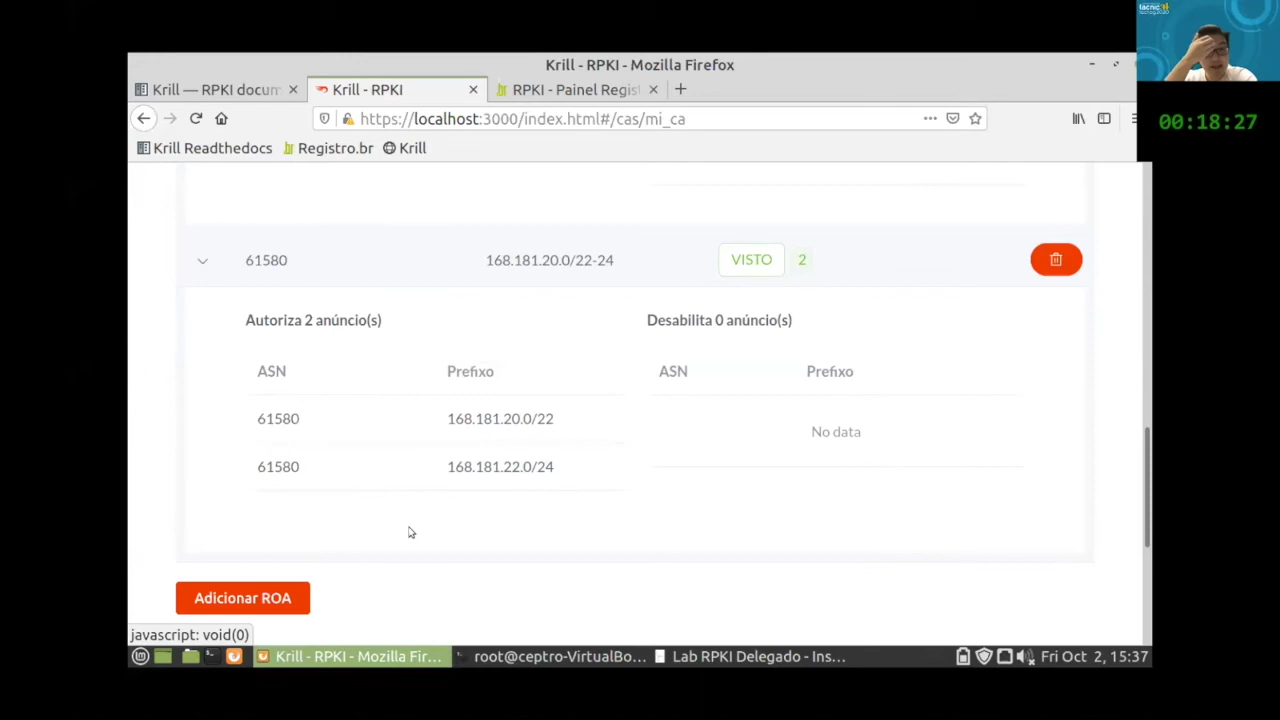 lacnic
Krill - RPKI - Mozilla Firefox
Krill — RPKI docum
Krill - RPKI
RPKI - Painel Regist
https://localhost:3000/index.html#/cas/mi_ca
00:18:27
Krill Readthedocs
Registro.br
Krill
61580
168.181.20.0/22-24
VISTO
2
Autoriza 2 anúncio(s)
Desabilita 0 anúncio(s)
ASN
Prefixo
ASN
Prefixo
61580
168.181.20.0/22
No data
61580
168.181.22.0/24
Adicionar ROA
javascript: void(0)
Krill - RPKI - Mozilla Fir...
root@ceptro-VirtualBo...
Lab RPKI Delegado - Ins...
Fri Oct 2, 15:37